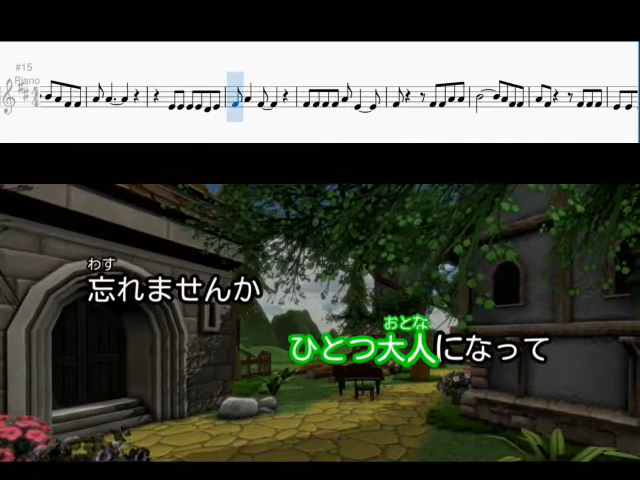 #15
Piano
わす
忘れませんか
おとな
ひとつ大人になって